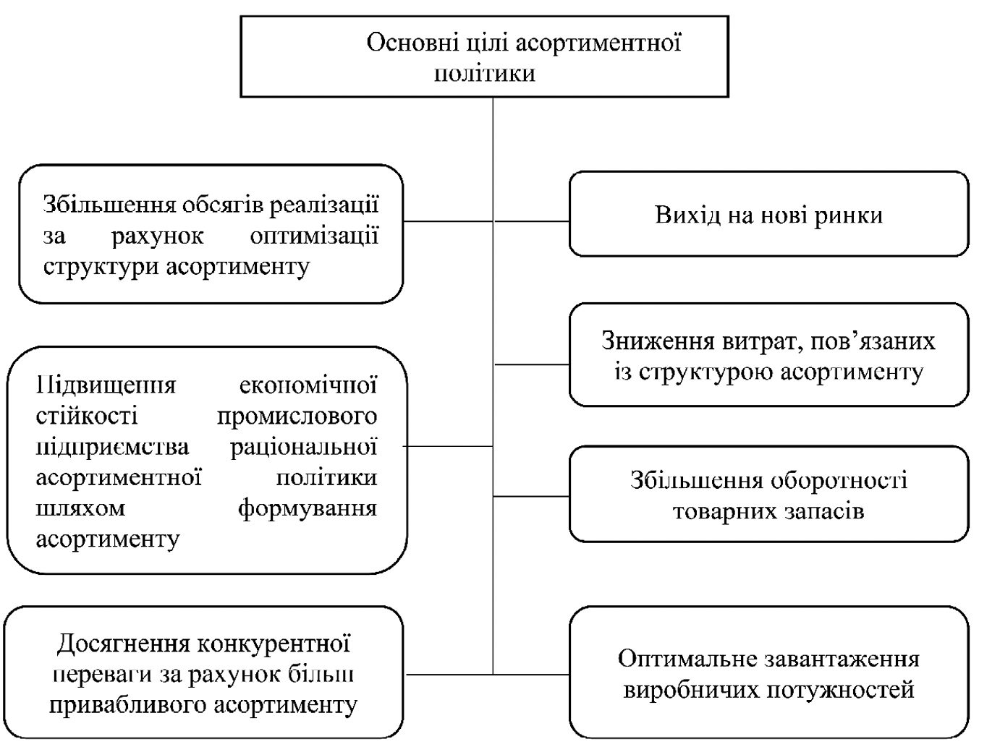 Основні цілі асортиментної
політики
Збільшення обсягів реалізації
за рахунок оптимізації
структури асортименту
Вихід на нові ринки
Зниження витрат, пов’язаних
із структурою асортименту
Підвищення економічної
стійкості промислового
підприємства раціональної
асортиментної політики
шляхом формування
асортименту
Збільшення оборотності
товарних запасів
Досягнення конкурентної
переваги за рахунок більш
привабливого асортименту
Оптимальне завантаження
виробничих потужностей